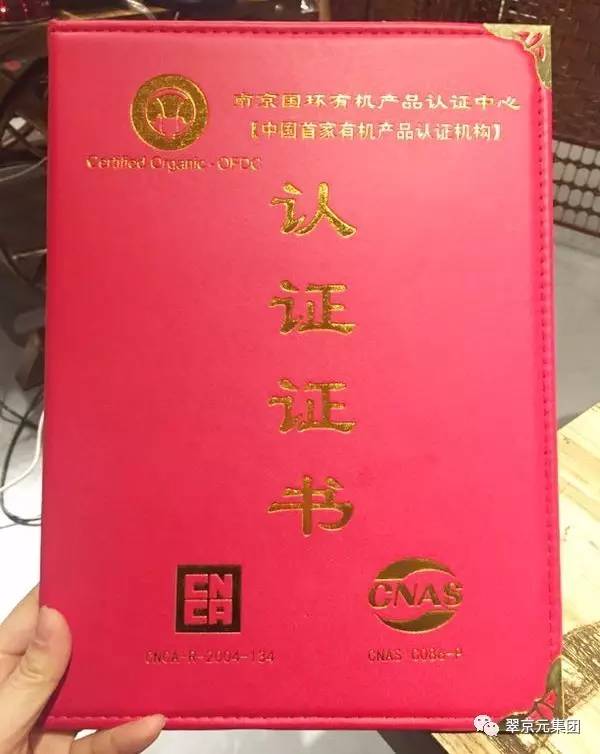 南京国环有机产品认证中心
【中国首家有机产品认证机构】
Certified Organic·OFDC
认
证
证
书
CN
CA
CNAS
CNCA-R-2004-134
CNAS C086-P
翠京元集团